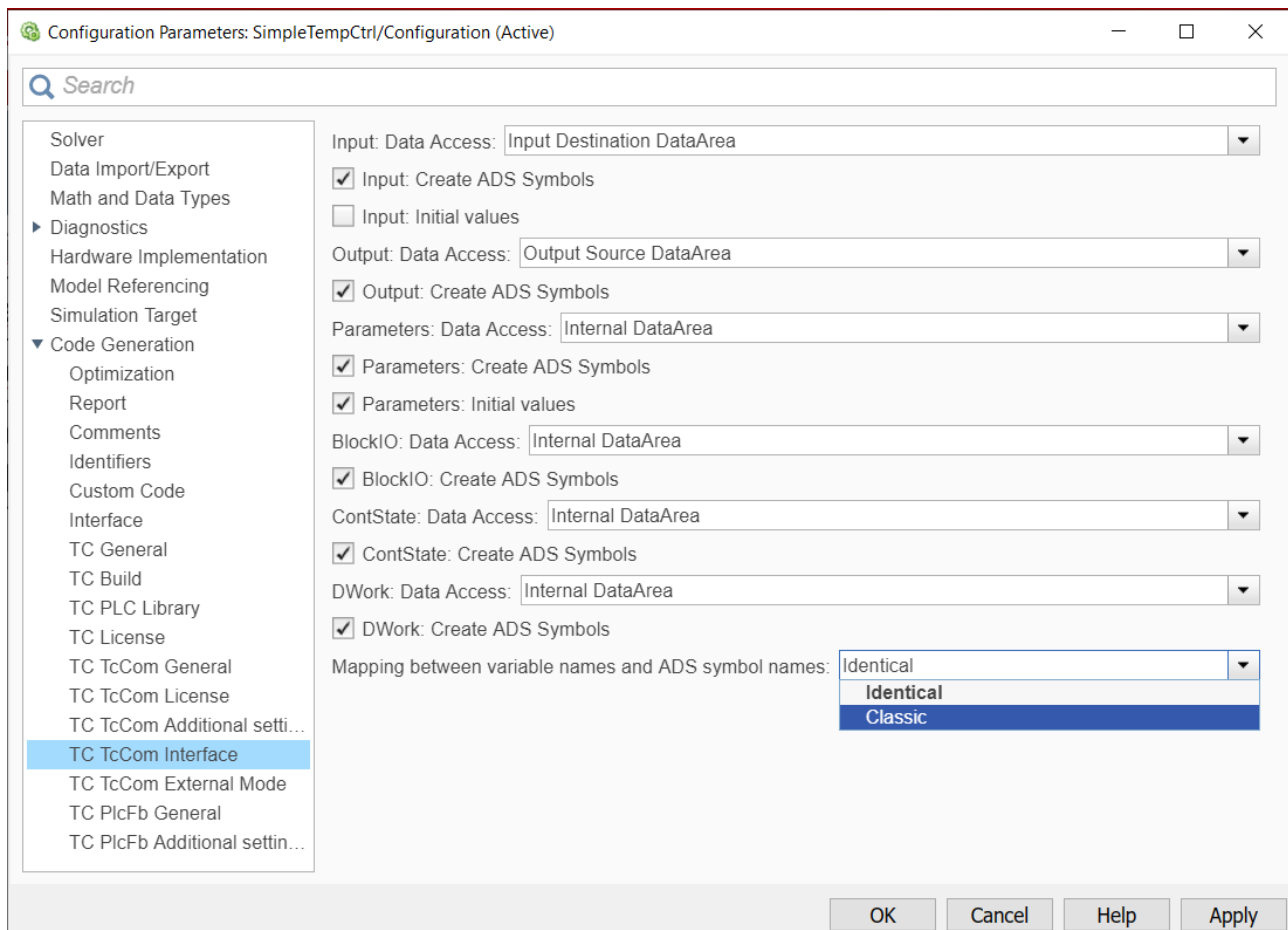 Configuration Parameters: SimpleTempCtrl/Configuration (Active)
Search
Solver
Data Import/Export
Math and Data Types
Diagnostics
Hardware Implementation
Model Referencing
Simulation Target
Code Generation
Optimization
Report
Comments
Identifiers
Custom Code
Interface
TC General
TC Build
TC PLC Library
TC License
TC TcCom General
TC TcCom License
TC TcCom Additional setti...
TC TcCom Interface
TC TcCom External Mode
TC PlcFb General
TC PlcFb Additional settin...
Input: Data Access: Input Destination DataArea
Input: Create ADS Symbols
Input: Initial values
Output: Data Access: Output Source DataArea
Output: Create ADS Symbols
Parameters: Data Access: Internal DataArea
Parameters: Create ADS Symbols
Parameters: Initial values
BlockIO: Data Access: Internal DataArea
BlockIO: Create ADS Symbols
ContState: Data Access: Internal DataArea
ContState: Create ADS Symbols
DWork: Data Access: Internal DataArea
DWork: Create ADS Symbols
Mapping between variable names and ADS symbol names: Identical
Identical
Classic
OK Cancel Help Apply